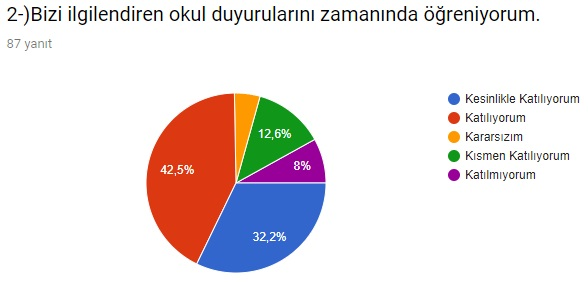 2-)Bizi ilgilendiren okul duyurularını zamanında öğreniyorum.
87 yanıt
Kesinlikle Katılıyorum
Katılıyorum
Kararsızım
Kısmen Katılıyorum
Katılmıyorum
12,6%
8%
42,5%
32,2%